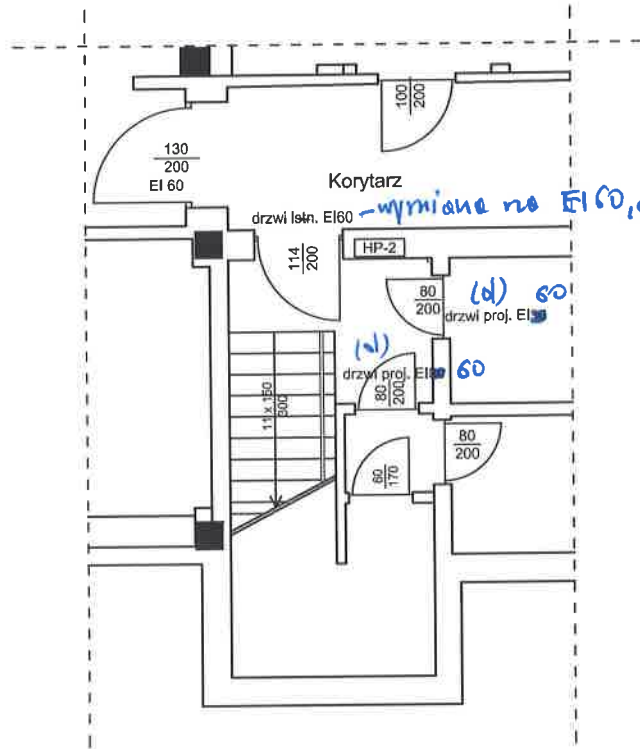 100
200
130
200
EI 60
Korytarz
drzwi istn. EI60 - wymiana na EI60,
114
200
HP-2
80
200
(d) 60
drzwi proj. EI
(d)
drzwi proj. EI 60
80
200
11 x 150
300
80
200
60
170